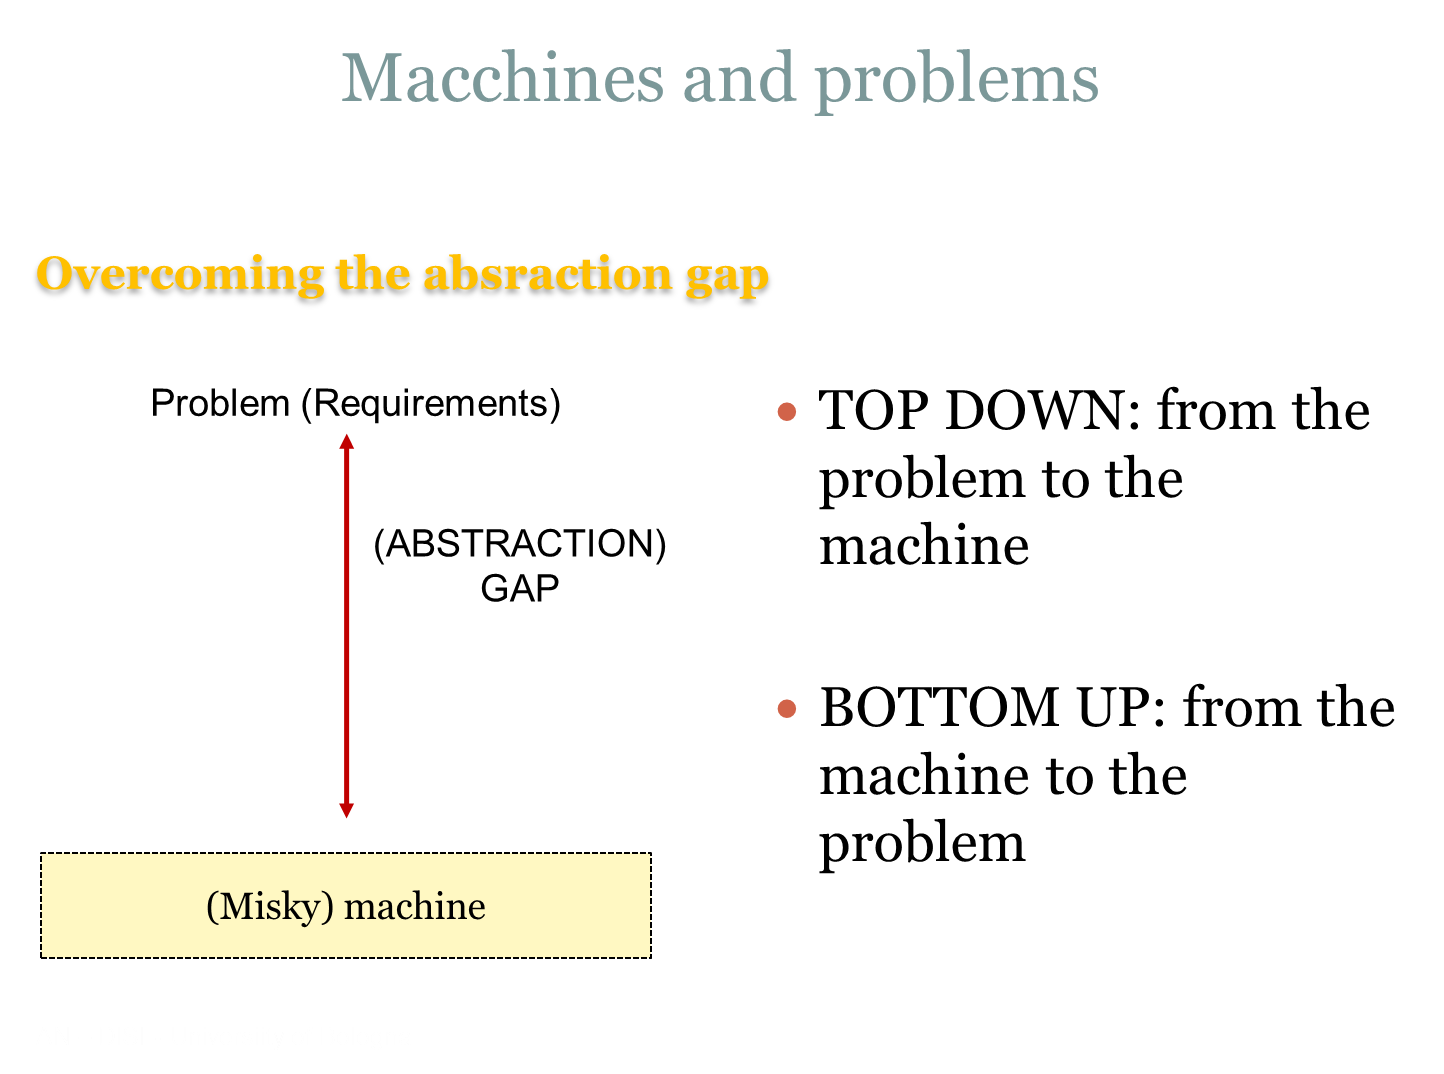 Macchines and problems
Overcoming the absraction gap
Problem (Requirements)
(ABSTRACTION)
GAP
(Misky) machine
• TOP DOWN: from the
problem to the
machine
• BOTTOM UP: from the
machine to the
problem